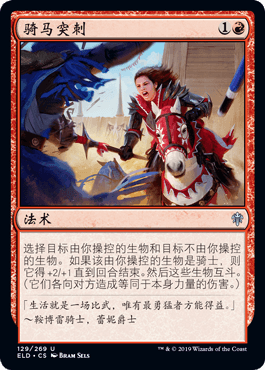 骑马突刺 1
法术
选择目标由你操控的生物和目标不由你操控
的生物。如果该由你操控的生物是骑士，则
它得+2/+1直到回合结束。然后这些生物互斗。
（它们各向对方造成等同于本身力量的伤害。）
「生活就是一场比武，唯有最勇猛者方能得益。」
～鞍博雷骑士，蕾妮爵士
129/269 U
ELD • CS BRAM SELS
™ & © 2019 Wizards of the Coast